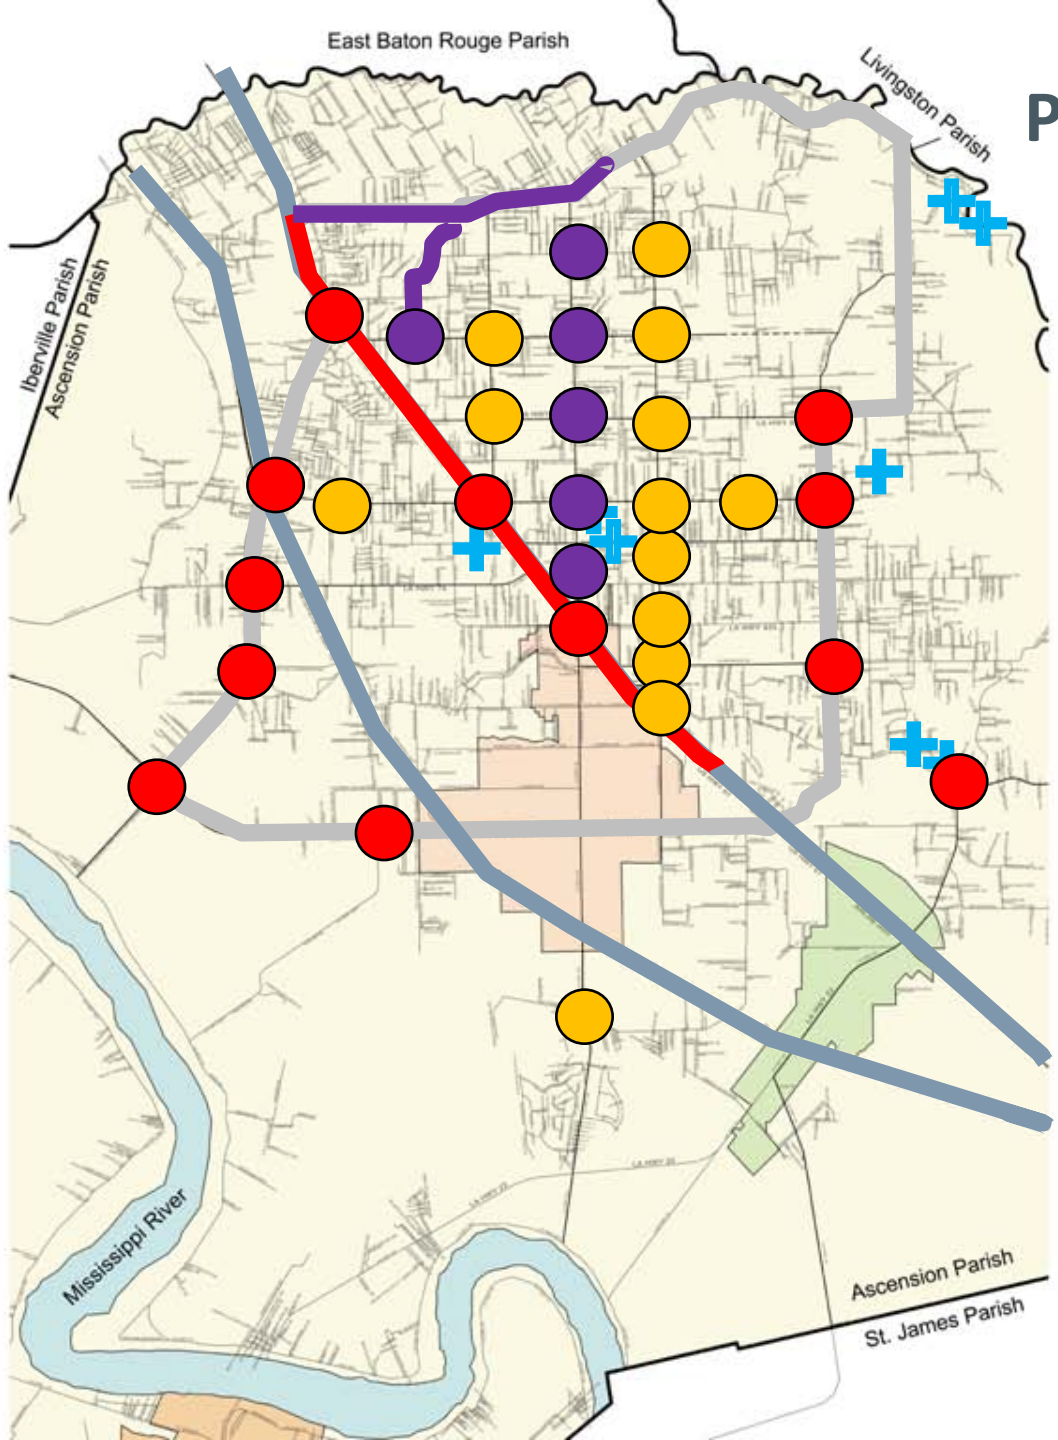 East Baton Rouge Parish
Livingston Parish
P
Iberville Parish
Ascension Parish
Mississippi River
Ascension Parish
St. James Parish